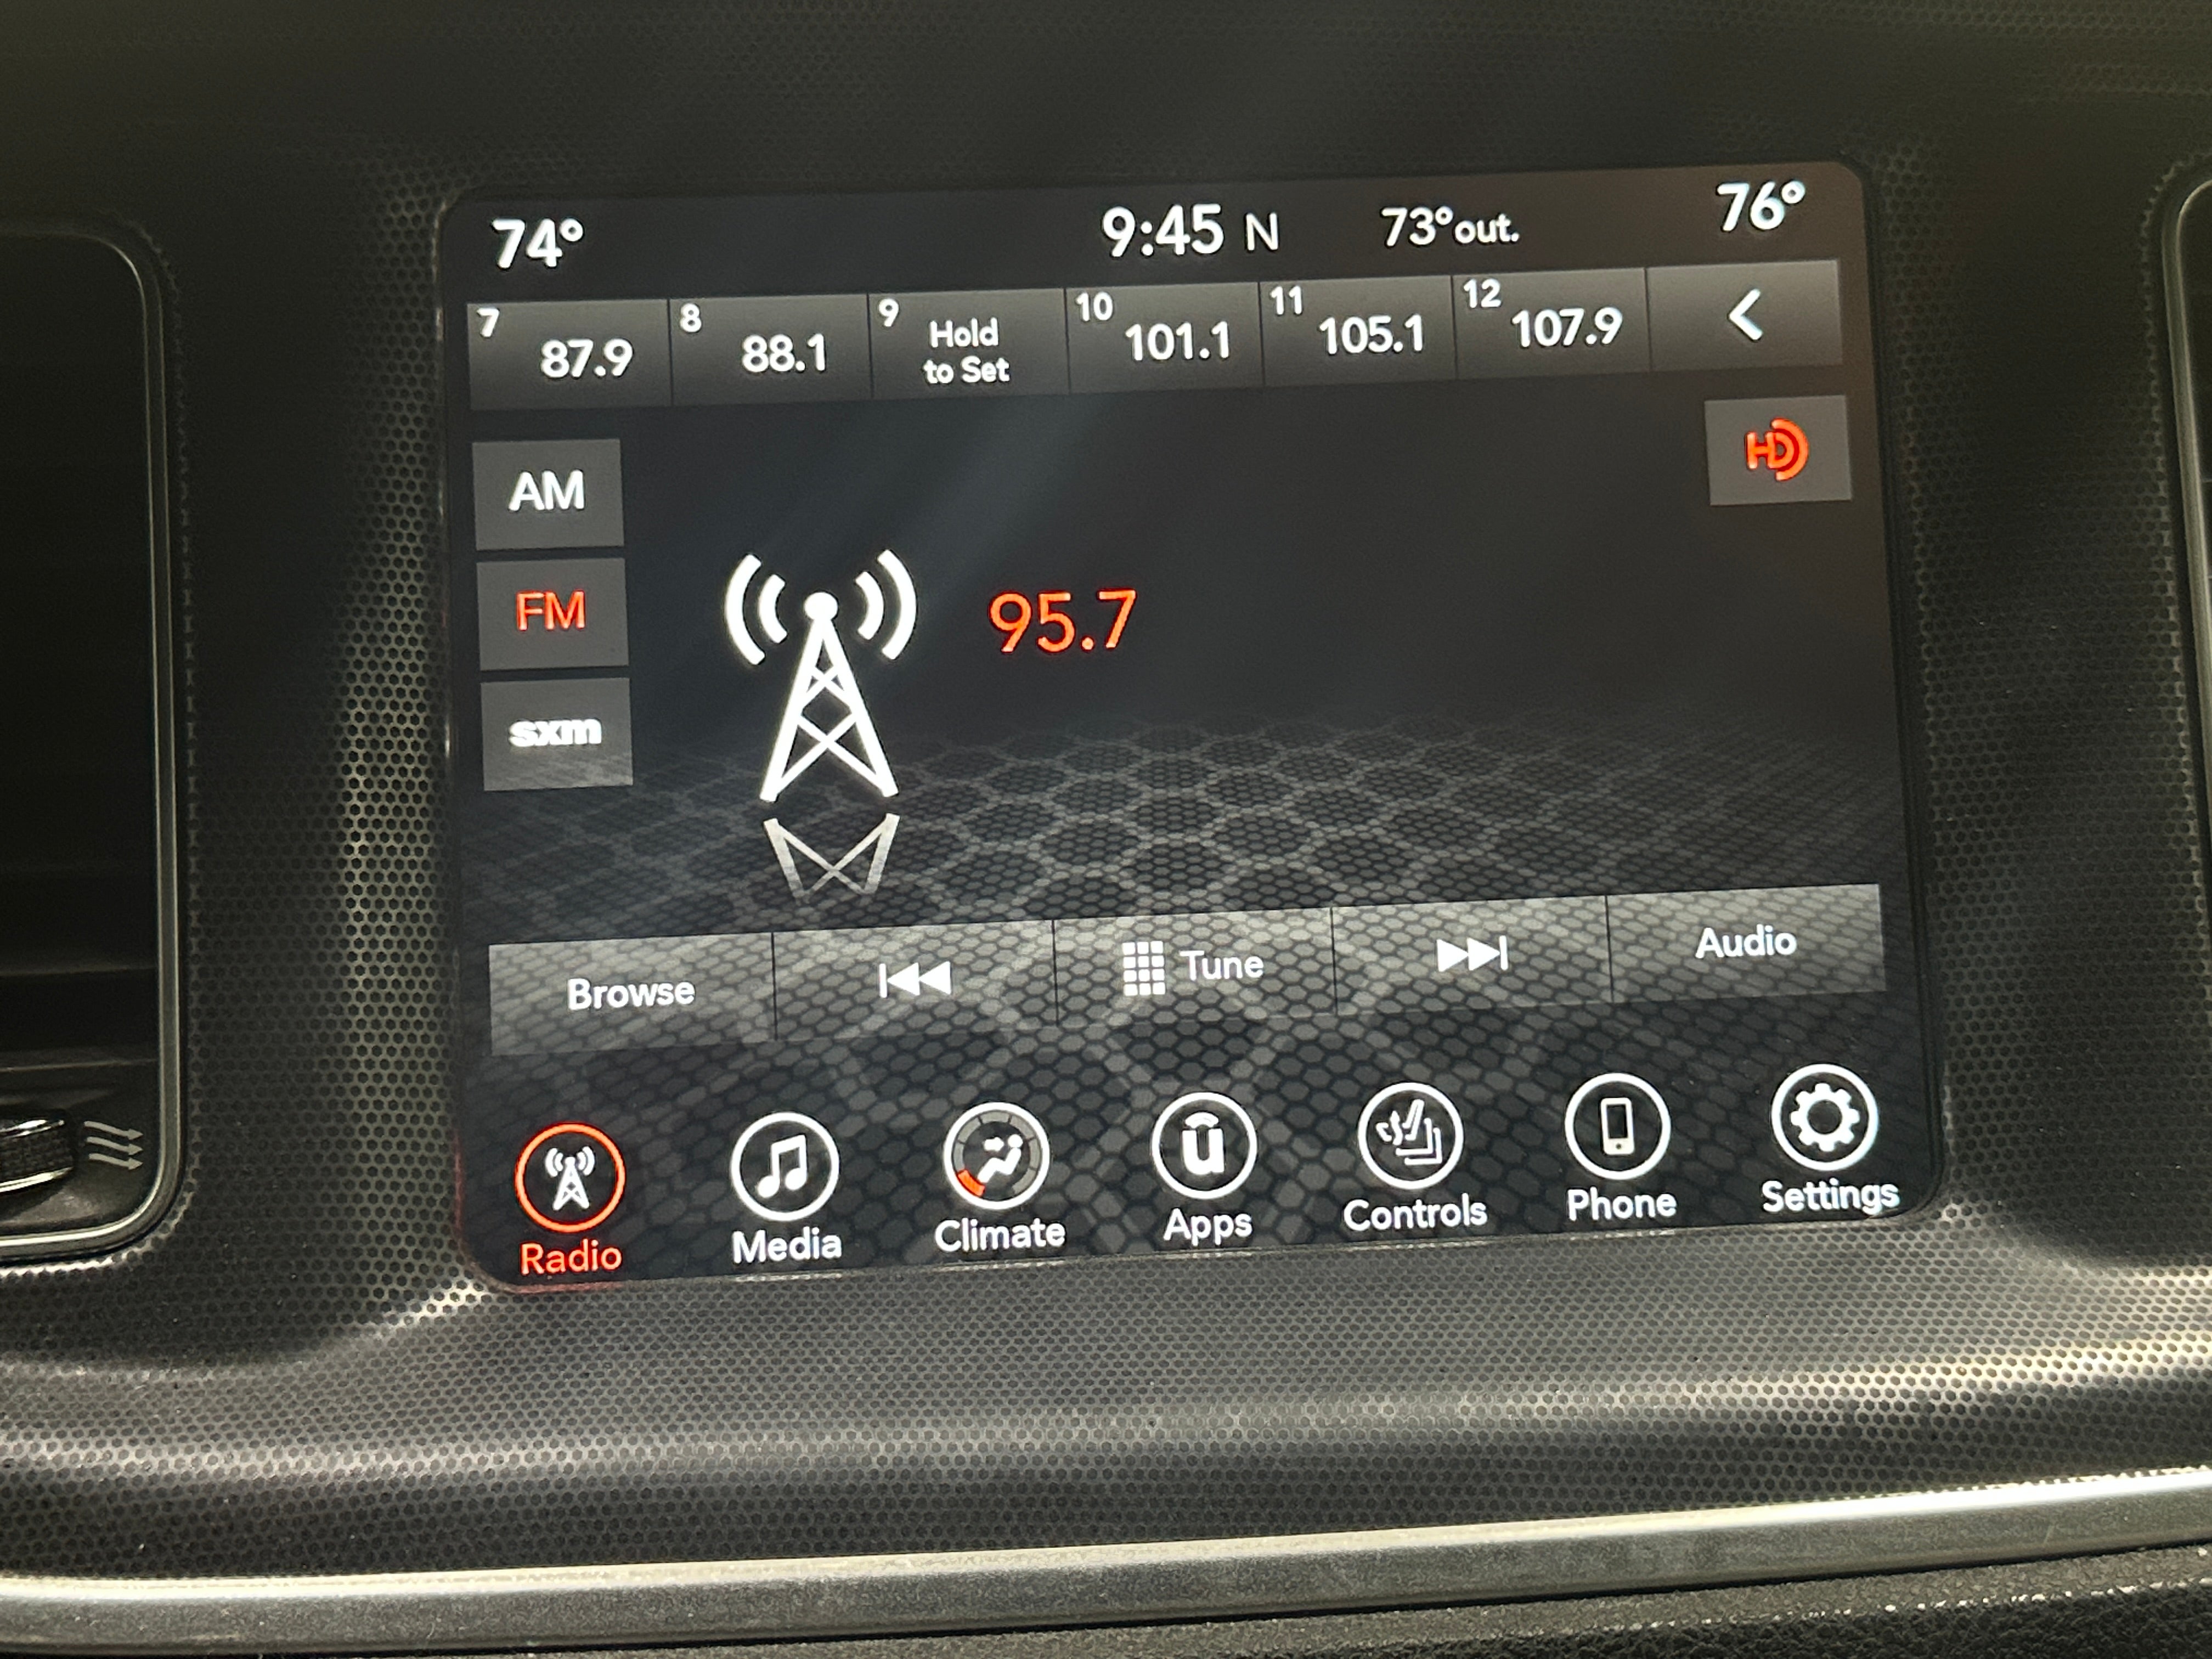 74° 9:45 N 73°out. 76°
7 87.9 8 88.1 9 Hold to Set 10 101.1 11 105.1 12 107.9
HD
AM
FM 95.7
sxm
Browse Tune Audio
u
Radio Media Climate Apps Controls Phone Settings